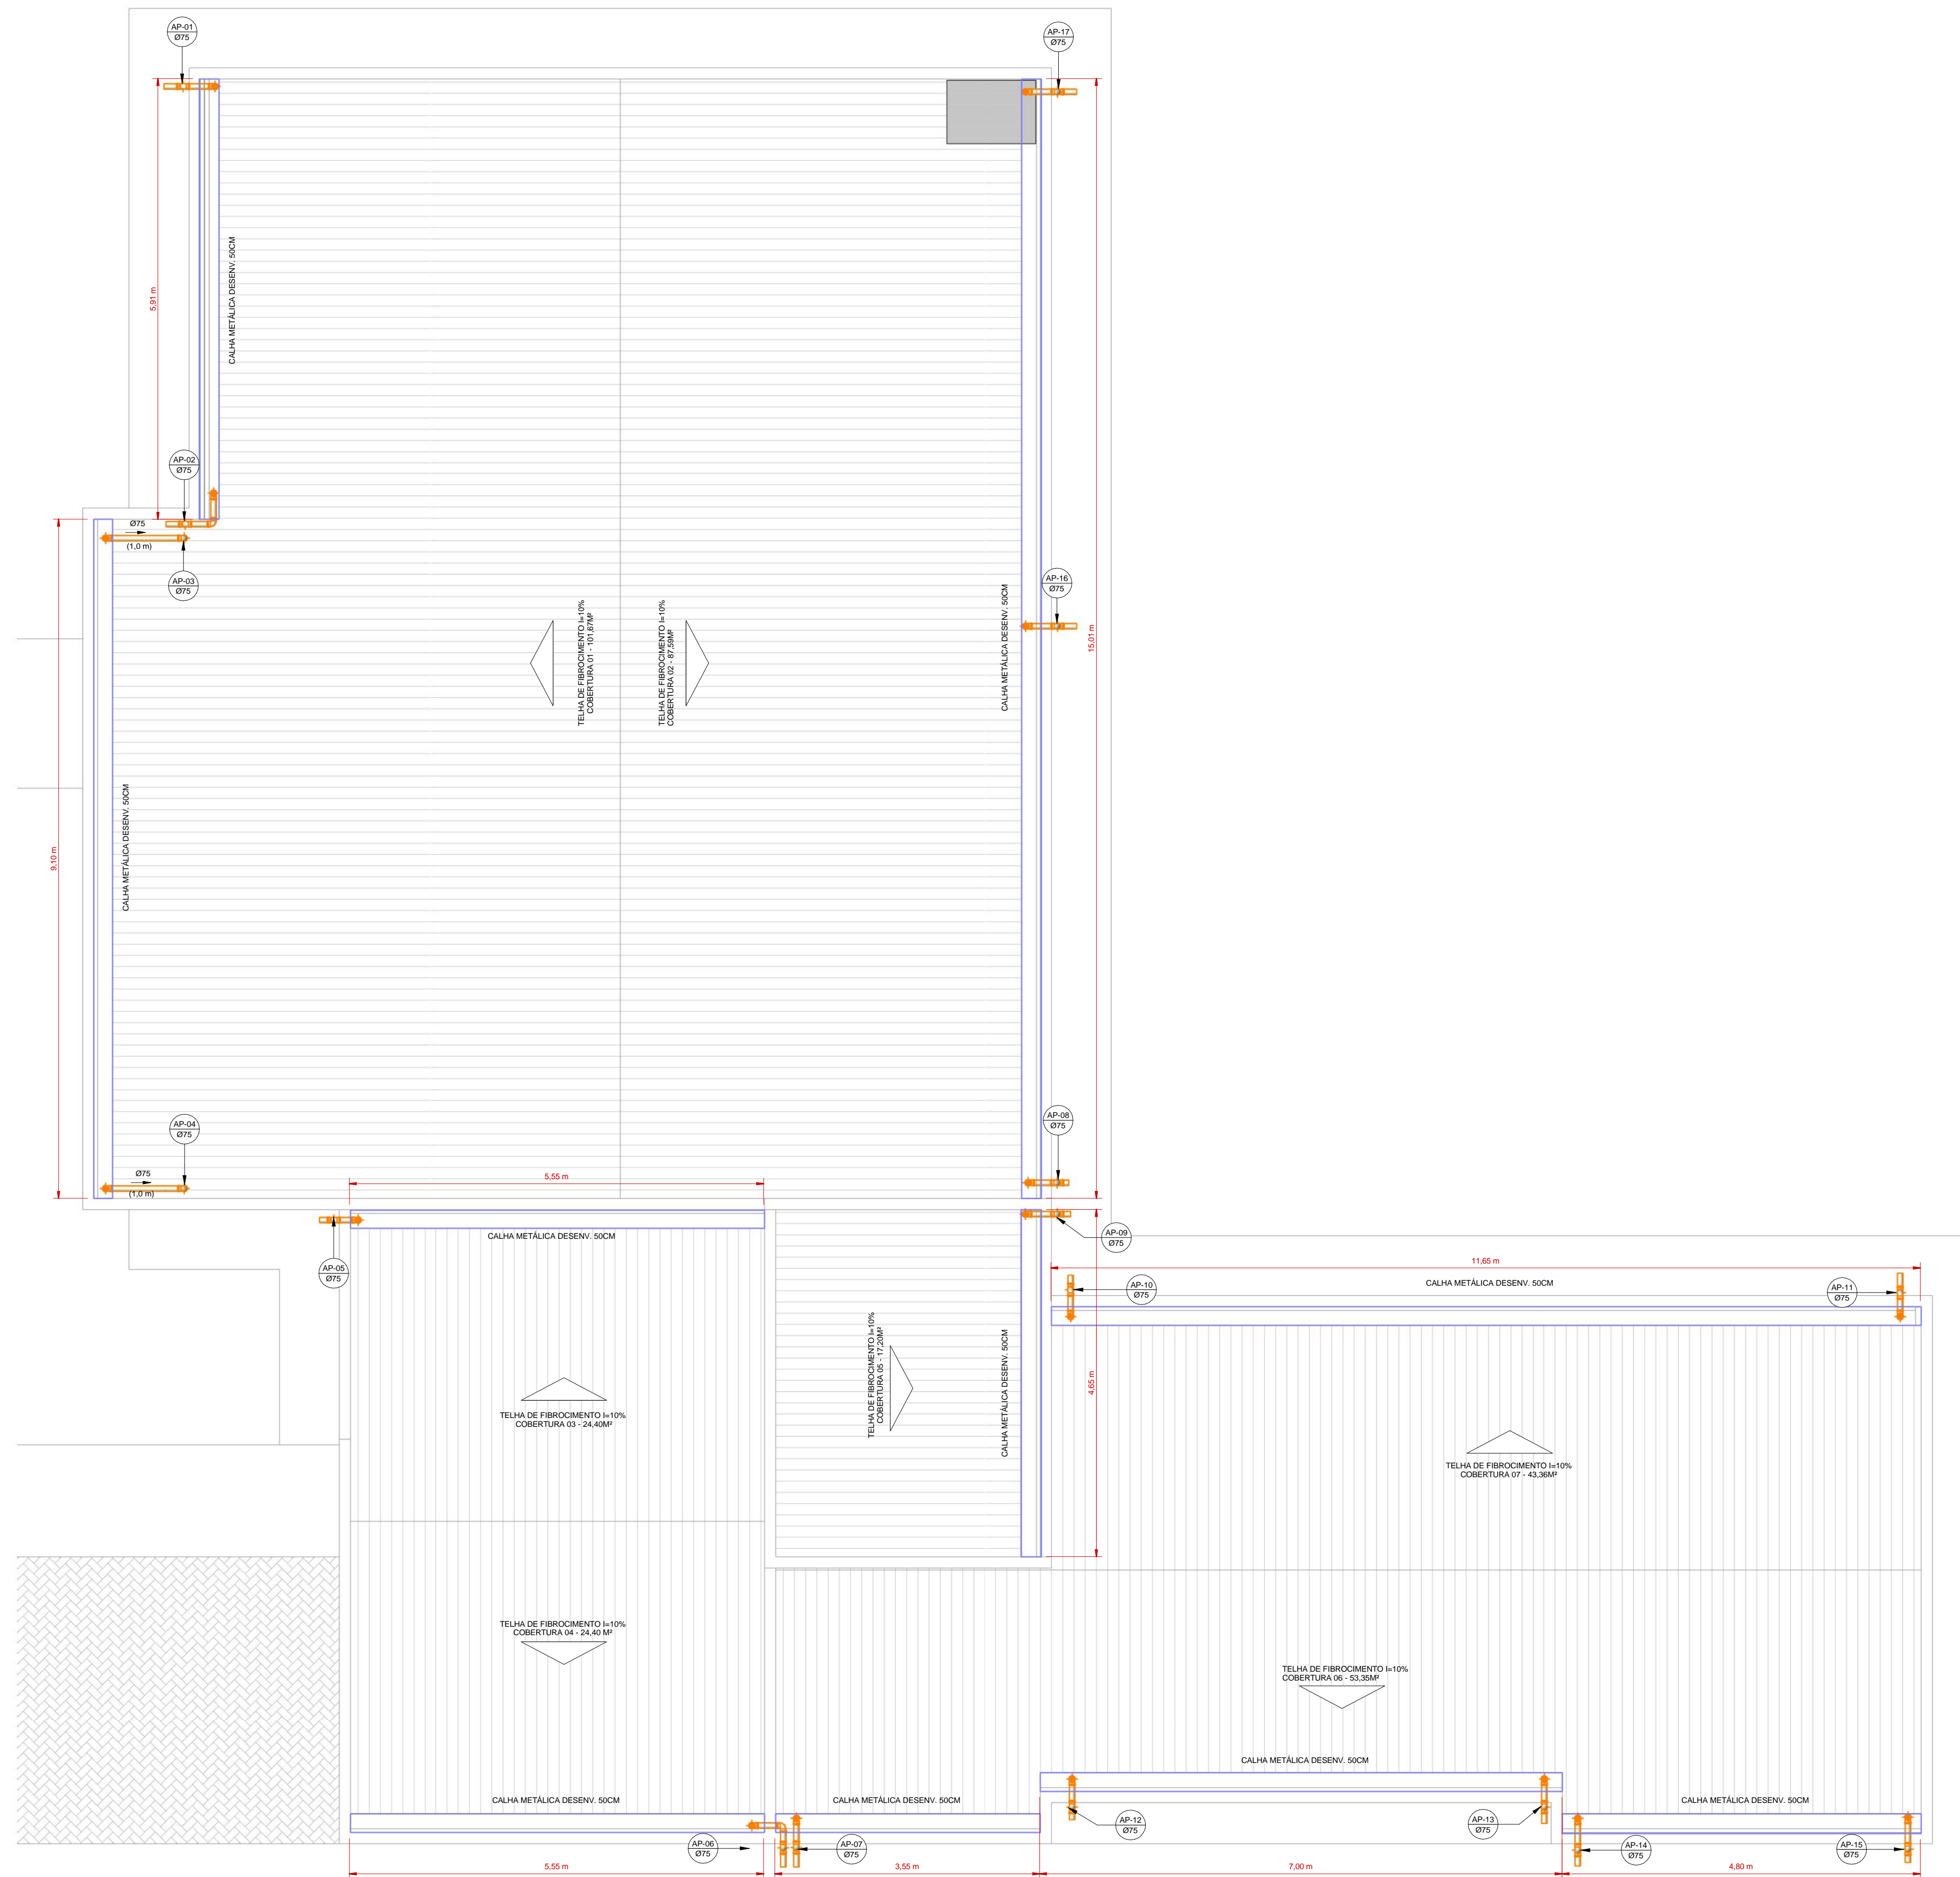 AP-01
Ø75
AP-17
Ø75
CALHA METÁLICA DESENV. 50CM
5,91 m
AP-02
Ø75
Ø75
(1,0 m)
AP-03
Ø75
9,10 m
CALHA METÁLICA DESENV. 50CM
TELHA DE FIBROCIMENTO I=10%
COBERTURA 01 - 101,67M²
TELHA DE FIBROCIMENTO I=10%
COBERTURA 02 - 87,59M²
CALHA METÁLICA DESENV. 50CM
AP-16
Ø75
15,01 m
AP-04
Ø75
Ø75
(1,0 m)
AP-08
Ø75
5,55 m
CALHA METÁLICA DESENV. 50CM
AP-05
Ø75
AP-09
Ø75
11,65 m
CALHA METÁLICA DESENV. 50CM
AP-10
Ø75
AP-11
Ø75
TELHA DE FIBROCIMENTO I=10%
COBERTURA 05 - 17,20M²
CALHA METÁLICA DESENV. 50CM
4,65 m
TELHA DE FIBROCIMENTO I=10%
COBERTURA 03 - 24,40M²
TELHA DE FIBROCIMENTO I=10%
COBERTURA 07 - 43,36M²
TELHA DE FIBROCIMENTO I=10%
COBERTURA 04 - 24,40 M²
TELHA DE FIBROCIMENTO I=10%
COBERTURA 06 - 53,35M²
CALHA METÁLICA DESENV. 50CM
CALHA METÁLICA DESENV. 50CM
CALHA METÁLICA DESENV. 50CM
CALHA METÁLICA DESENV. 50CM
AP-12
Ø75
AP-13
Ø75
AP-06
Ø75
AP-07
Ø75
AP-14
Ø75
AP-15
Ø75
5,55 m
3,55 m
7,00 m
4,80 m